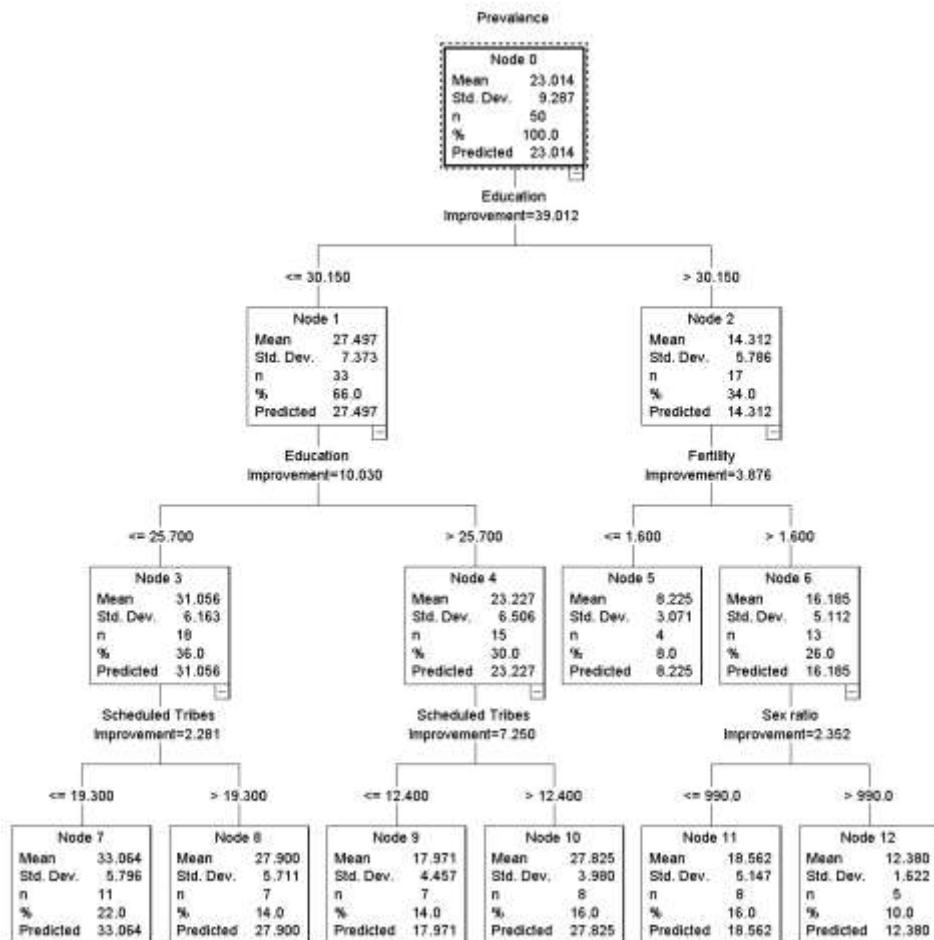 Prevalence
Node 0
Mean 23.014
Std. Dev. 9.287
n 50
% 100.0
Predicted 23.014
Education
Improvement=39.012
<= 30.150 > 30.150
Node 1
Mean 27.497
Std. Dev. 7.373
n 33
% 66.0
Predicted 27.497
Node 2
Mean 14.312
Std. Dev. 5.786
n 17
% 34.0
Predicted 14.312
Education
Improvement=10.030
Fertility
Improvement=3.876
<= 25.700 > 25.700 <= 1.600 > 1.600
Node 3
Mean 31.056
Std. Dev. 6.163
n 18
% 36.0
Predicted 31.056
Node 4
Mean 23.227
Std. Dev. 6.506
n 15
% 30.0
Predicted 23.227
Node 5
Mean 8.225
Std. Dev. 3.071
n 4
% 8.0
Predicted 8.225
Node 6
Mean 16.185
Std. Dev. 5.112
n 13
% 26.0
Predicted 16.185
Scheduled Tribes
Improvement=2.281
Scheduled Tribes
Improvement=7.250
Sex ratio
Improvement=2.352
<= 19.300 > 19.300 <= 12.400 > 12.400 <= 990.0 > 990.0
Node 7
Mean 33.064
Std. Dev. 5.796
n 11
% 22.0
Predicted 33.064
Node 8
Mean 27.900
Std. Dev. 5.711
n 7
% 14.0
Predicted 27.900
Node 9
Mean 17.971
Std. Dev. 4.457
n 7
% 14.0
Predicted 17.971
Node 10
Mean 27.825
Std. Dev. 3.980
n 8
% 16.0
Predicted 27.825
Node 11
Mean 18.562
Std. Dev. 5.147
n 8
% 16.0
Predicted 18.562
Node 12
Mean 12.380
Std. Dev. 1.622
n 5
% 10.0
Predicted 12.380